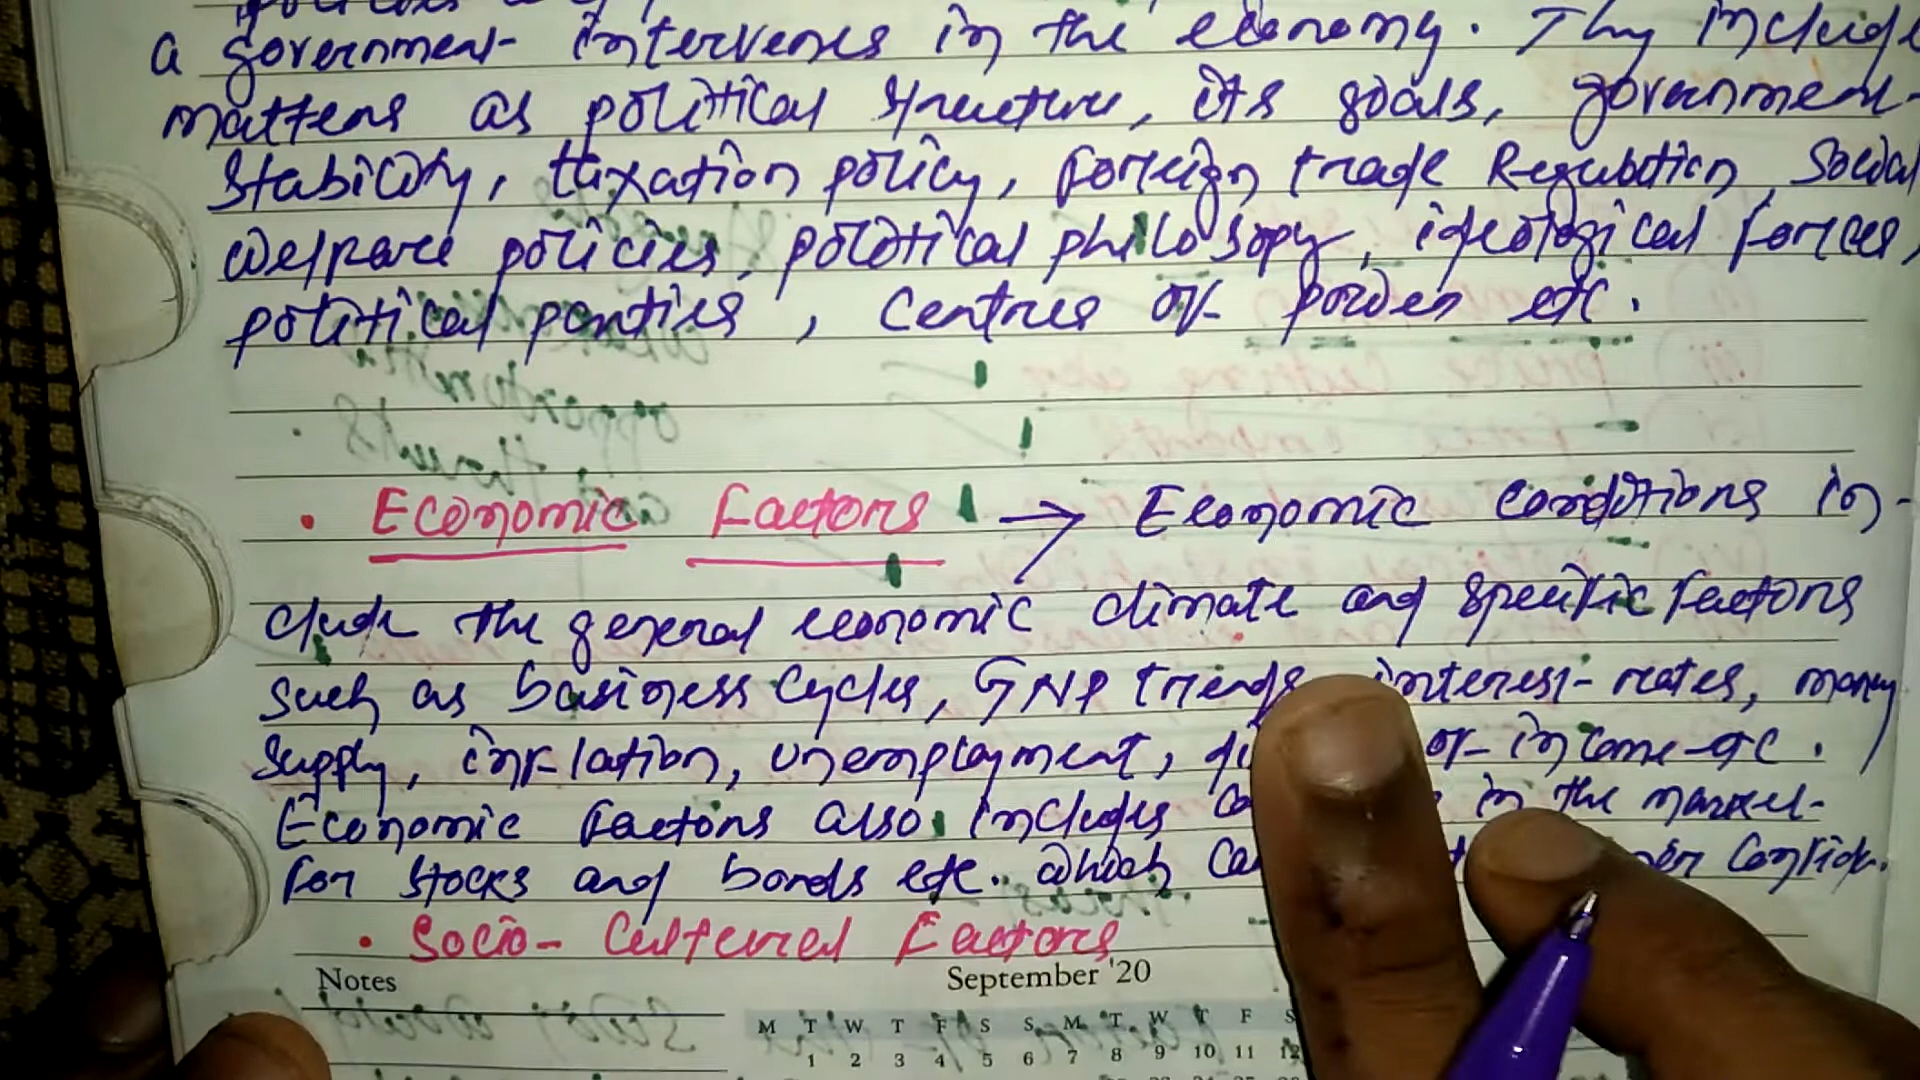 a government intervenes in the economy. They include
matters as political structure, its goals, government
stability, taxation policy, foreign trade Regulation, Social
welfare policies, political philosopy, ideological forces,
political parties, centres of power etc.
• Economic Factors → Economic conditions in-
clude the general economic climate and specific factors
such as business cycles, GNP trends, interest rates, money
supply, inflation, unemployment, of income etc.
Economic factors also includes in the market
for stocks and bonds etc. which
• Socio-Cultural Factors
Notes September '20
M T W T F S S M T W T F S
1 2 3 4 5 6 7 8 9 10 11 12